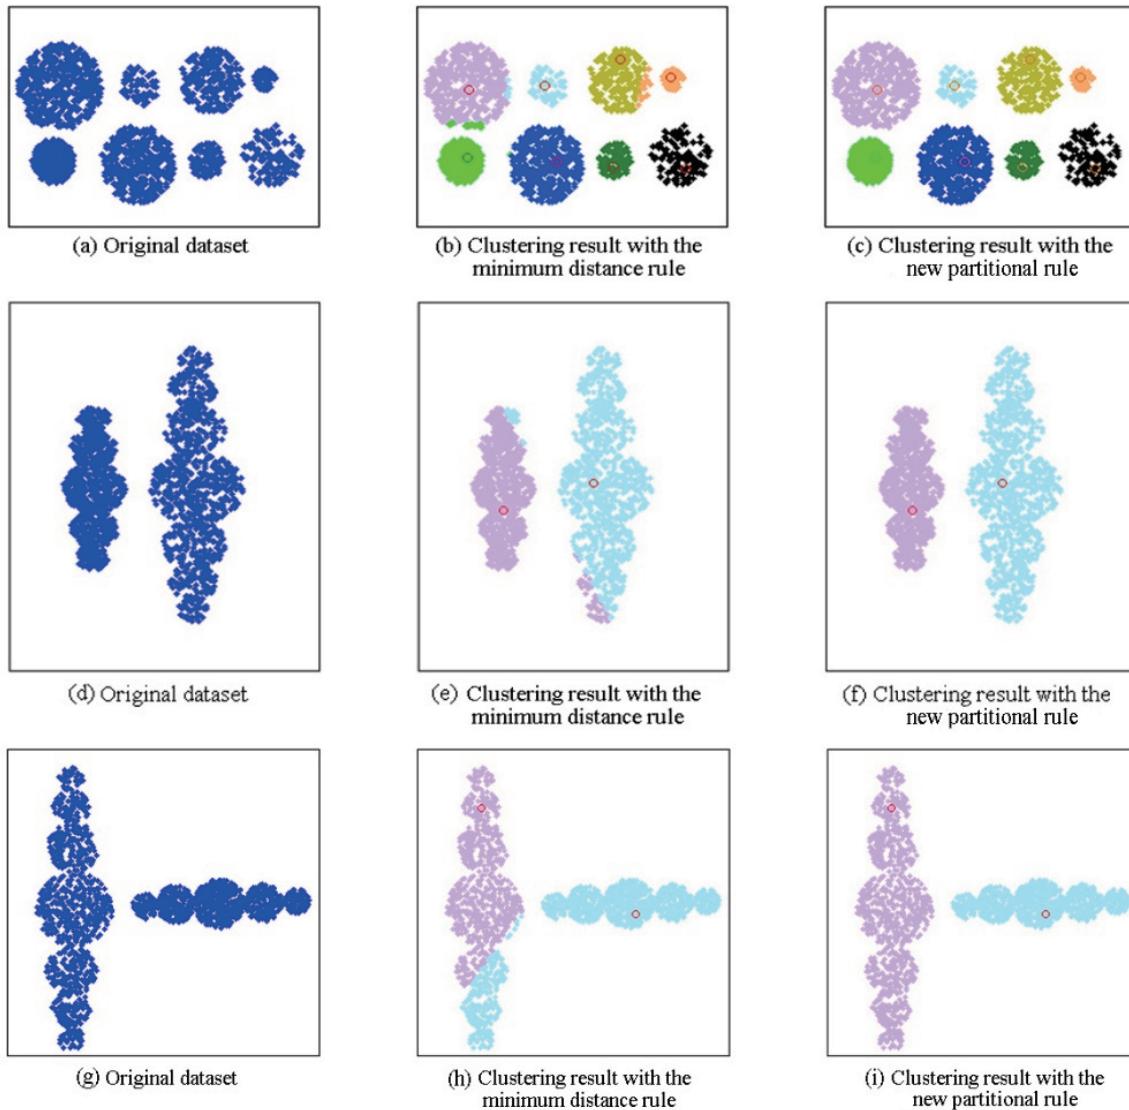 (a) Original dataset
(b) Clustering result with the
minimum distance rule
(c) Clustering result with the
new partitional rule
(d) Original dataset
(e) Clustering result with the
minimum distance rule
(f) Clustering result with the
new partitional rule
(g) Original dataset
(h) Clustering result with the
minimum distance rule
(i) Clustering result with the
new partitional rule